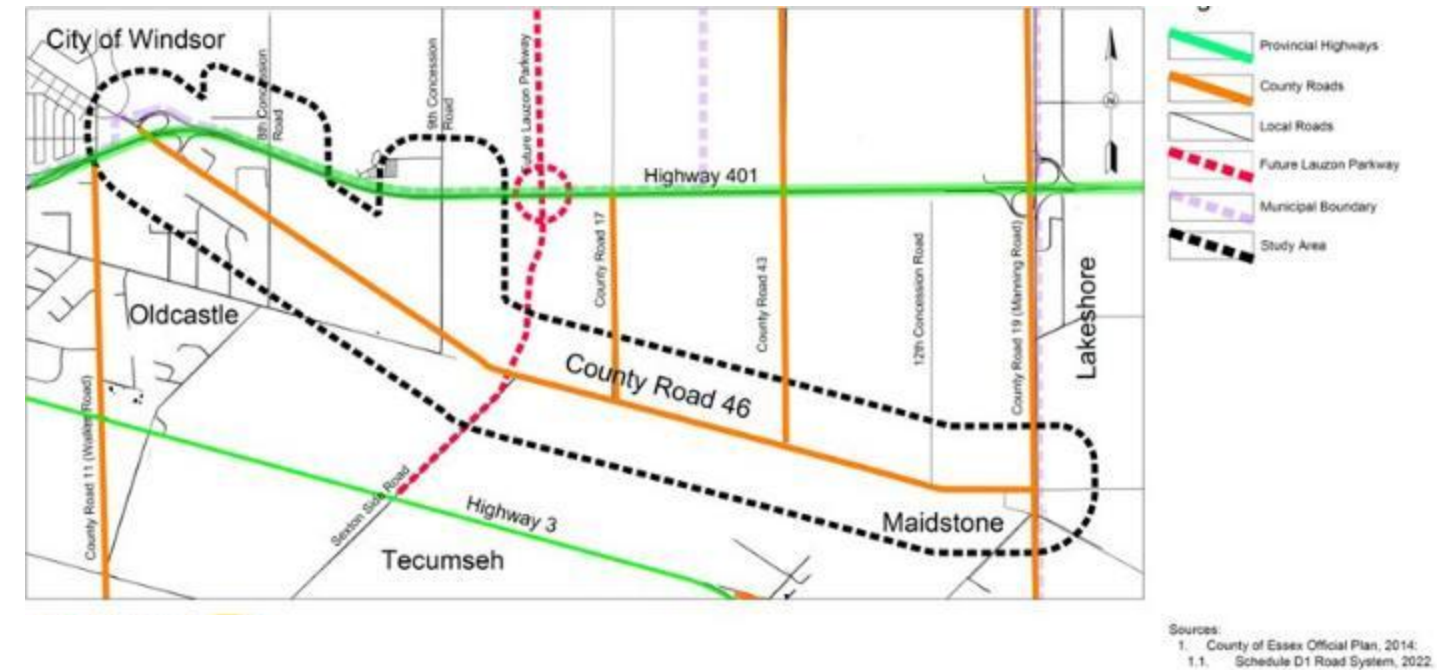 City of Windsor
8th Concession
Road
9th Concession
Road
Future Lauzon Parkway
Highway 401
County Road 17
County Road 43
12th Concession Road
County Road 19 (Manning Road)
Lakeshore
Oldcastle
County Road 46
County Road 11 (Walker Road)
Sexton Side Road
Highway 3
Maidstone
Tecumseh
Provincial Highways
County Roads
Local Roads
Future Lauzon Parkway
Municipal Boundary
Study Area
Sources:
1. County of Essex Official Plan, 2014:
1.1. Schedule D1 Road System, 2022